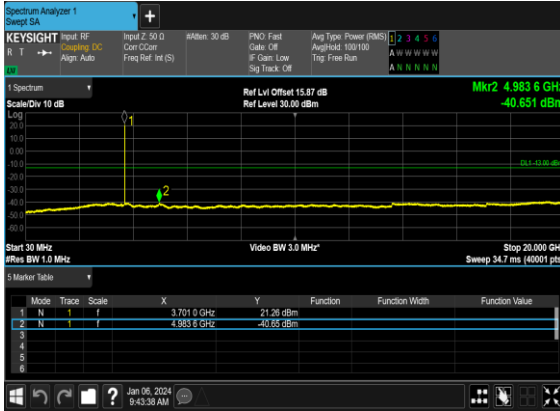 Spectrum Analyzer 1
Swept SA
+
KEYSIGHT
R T
Input: RF
Coupling: DC
Align: Auto
Input Z: 50 Ω
Corr CCorr
Freq Ref: Int (S)
#Atten: 30 dB
PNO: Fast
Gate: Off
IF Gain: Low
Sig Track: Off
Avg Type: Power (RMS)
Avg|Hold: 100/100
Trig: Free Run
1 2 3 4 5 6
A W W W W W
A N N N N N
1 Spectrum
Scale/Div 10 dB
Ref Lvl Offset 15.87 dB
Ref Level 30.00 dBm
Mkr2 4.983 6 GHz
-40.651 dBm
Log
20.0
10.0
0.00
-10.0
-20.0
-30.0
-40.0
-50.0
-60.0
1
2
DL1 -13.00 dBm
Start 30 MHz
#Res BW 1.0 MHz
Video BW 3.0 MHz*
Stop 20.000 GH
Sweep 34.7 ms (40001 pts
5 Marker Table
Mode Trace Scale X Y Function Function Width Function Value
1 N 1 f 3.701 0 GHz 21.26 dBm
2 N 1 f 4.983 6 GHz -40.65 dBm
3
4
5
6
?
Jan 06, 2024
9:43:38 AM